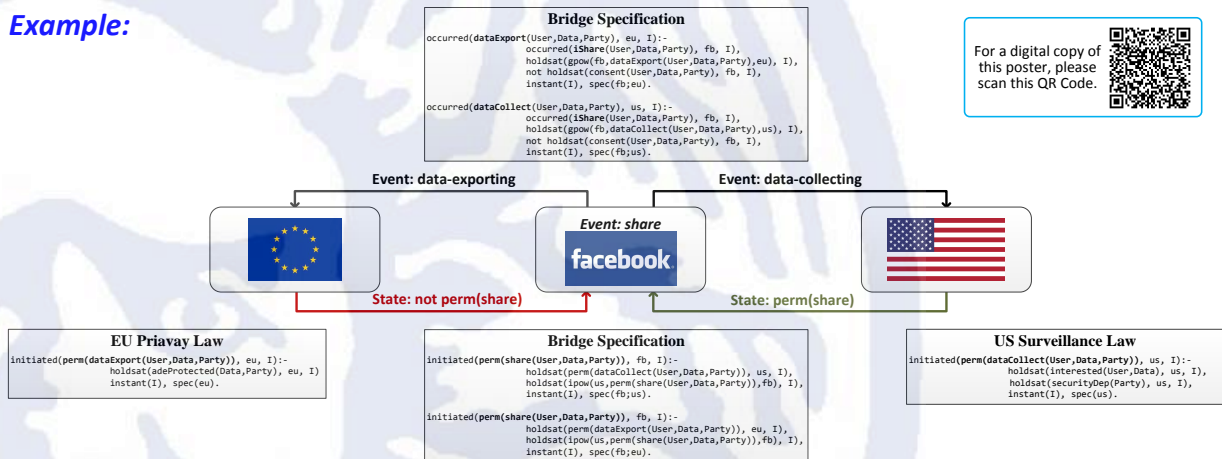 Example:
Bridge Specification
occurred(dataExport(User,Data,Party), eu, I):-
occurred(iShare(User,Data,Party), fb, I),
holdsat(gpow(fb,dataExport(User,Data,Party),eu), I),
not holdsat(consent(User,Data,Party), fb, I),
instant(I), spec(fb;eu).
occurred(dataCollect(User,Data,Party), us, I):-
occurred(iShare(User,Data,Party), fb, I),
holdsat(gpow(fb,dataCollect(User,Data,Party),us), I),
not holdsat(consent(User,Data,Party), fb, I),
instant(I), spec(fb;us).
For a digital copy of
this poster, please
scan this QR Code.
Event: data-exporting
Event: data-collecting
Event: share
facebook
State: not perm(share)
State: perm(share)
EU Priavay Law
initiated(perm(dataExport(User,Data,Party)), eu, I):-
holdsat(adeProtected(Data,Party), eu, I)
instant(I), spec(eu).
Bridge Specification
initiated(perm(share(User,Data,Party)), fb, I):-
holdsat(perm(dataCollect(User,Data,Party)), us, I),
holdsat(ipow(us,perm(share(User,Data,Party)),fb), I),
instant(I), spec(fb;us).
initiated(perm(share(User,Data,Party)), fb, I):-
holdsat(perm(dataExport(User,Data,Party)), eu, I),
holdsat(ipow(us,perm(share(User,Data,Party)),fb), I),
instant(I), spec(fb;eu).
US Surveillance Law
initiated(perm(dataCollect(User,Data,Party)), us, I):-
holdsat(interested(User,Data), us, I),
holdsat(securityDep(Party), us, I),
instant(I), spec(us).